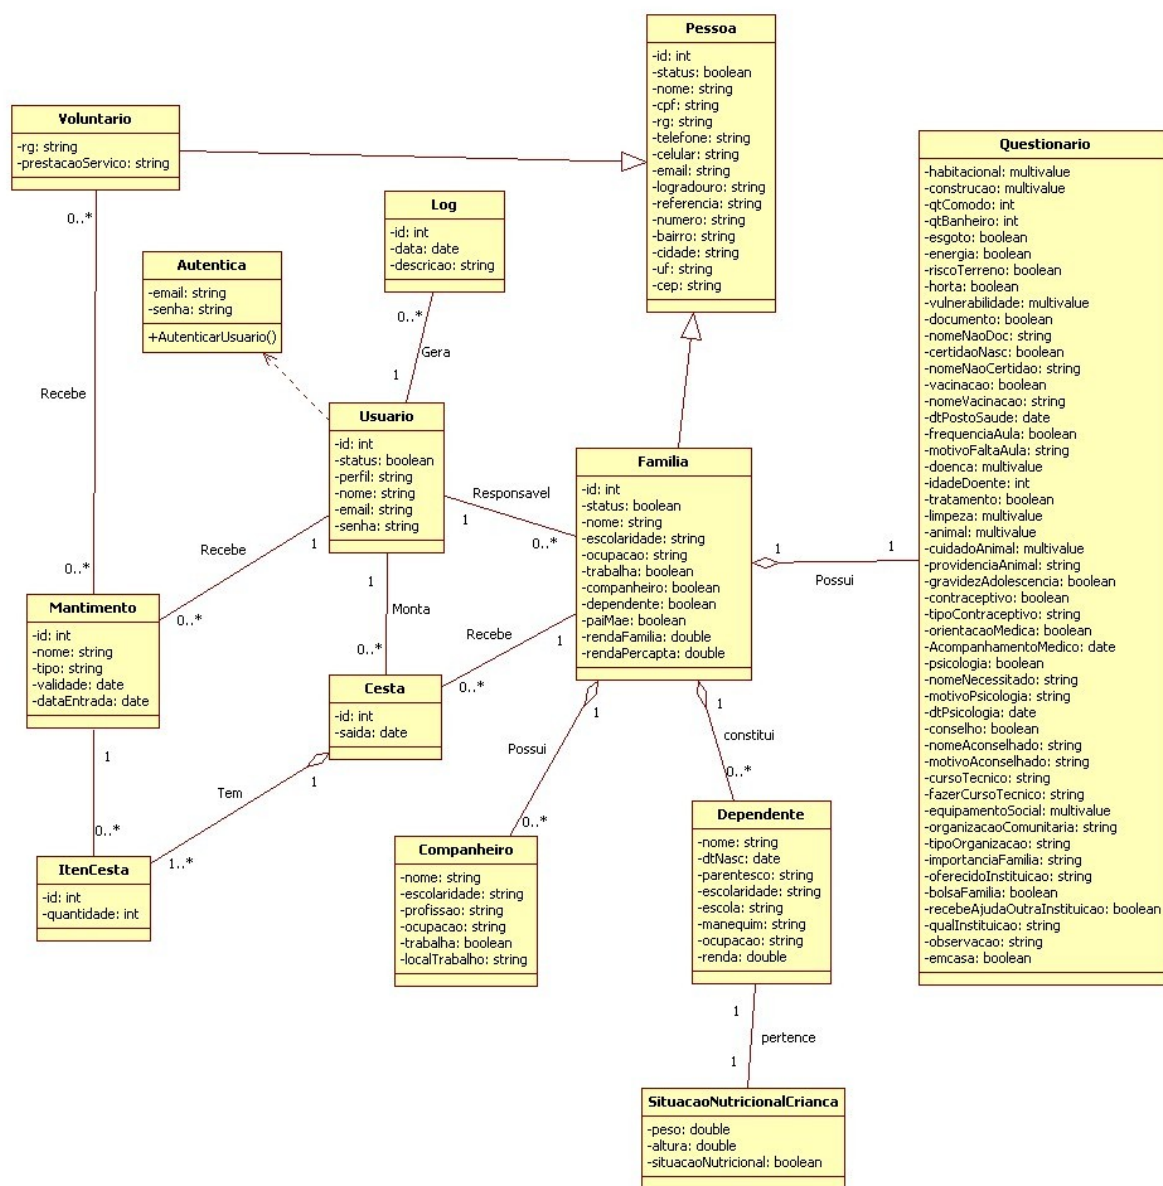 Pessoa
-id: int
-status: boolean
-nome: string
-cpf: string
-rg: string
-telefone: string
-celular: string
-email: string
-logradouro: string
-referencia: string
-numero: string
-bairro: string
-cidade: string
-uf: string
-cep: string
Voluntario
-rg: string
-prestacaoServico: string
0..*
Recebe
0..*
Log
-id: int
-data: date
-descricao: string
0..*
Gera
1
Autentica
-email: string
-senha: string
+AutenticarUsuario()
Usuario
-id: int
-status: boolean
-perfil: string
-nome: string
-email: string
-senha: string
Responsavel
1
0..*
Recebe
1
0..*
1
Monta
0..*
Familia
-id: int
-status: boolean
-nome: string
-escolaridade: string
-ocupacao: string
-trabalha: boolean
-companheiro: boolean
-dependente: boolean
-paiMae: boolean
-rendaFamilia: double
-rendaPercapta: double
1
1
Possui
Recebe
1
0..*
Questionario
-habitacional: multivalue
-construcao: multivalue
-qtComodo: int
-qtBanheiro: int
-esgoto: boolean
-energia: boolean
-riscoTerreno: boolean
-horta: boolean
-vulnerabilidade: multivalue
-documento: boolean
-nomeNaoDoc: string
-certidaoNasc: boolean
-nomeNaoCertidao: string
-vacinacao: boolean
-nomeVacinacao: string
-dtPostoSaude: date
-frequenciaAula: boolean
-motivoFaltaAula: string
-doenca: multivalue
-idadeDoente: int
-tratamento: boolean
-limpeza: multivalue
-animal: multivalue
-cuidadoAnimal: multivalue
-providenciaAnimal: string
-gravidezAdolescencia: boolean
-contraceptivo: boolean
-tipoContraceptivo: string
-orientacaoMedica: boolean
-AcompanhamentoMedico: date
-psicologia: boolean
-nomeNecessitado: string
-motivoPsicologia: string
-dtPsicologia: date
-conselho: boolean
-nomeAconselhado: string
-motivoAconselhado: string
-cursoTecnico: string
-fazerCursoTecnico: string
-equipamentoSocial: multivalue
-organizacaoComunitaria: string
-tipoOrganizacao: string
-importanciaFamilia: string
-oferecidoInstituicao: string
-bolsaFamilia: boolean
-recebeAjudaOutraInstituicao: boolean
-qualInstituicao: string
-observacao: string
-emcasa: boolean
Mantimento
-id: int
-nome: string
-tipo: string
-validade: date
-dataEntrada: date
1
0..*
Cesta
-id: int
-saida: date
1
Tem
1..*
ItenCesta
-id: int
-quantidade: int
1
Possui
0..*
1
constitui
0..*
Companheiro
-nome: string
-escolaridade: string
-profissao: string
-ocupacao: string
-trabalha: boolean
-localTrabalho: string
Dependente
-nome: string
-dtNasc: date
-parentesco: string
-escolaridade: string
-escola: string
-manequim: string
-ocupacao: string
-renda: double
1
pertence
1
SituacaoNutricionalCrianca
-peso: double
-altura: double
-situacaoNutricional: boolean